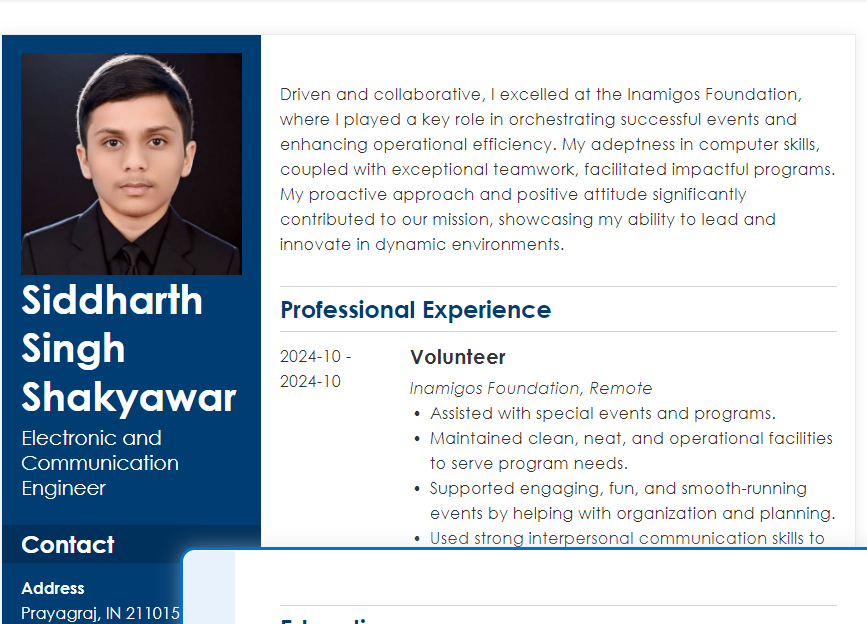 Siddharth
Singh
Shakyawar
Electronic and
Communication
Engineer
Contact
Address
Prayagraj, IN 211015
Driven and collaborative, I excelled at the Inamigos Foundation,
where I played a key role in orchestrating successful events and
enhancing operational efficiency. My adeptness in computer skills,
coupled with exceptional teamwork, facilitated impactful programs.
My proactive approach and positive attitude significantly
contributed to our mission, showcasing my ability to lead and
innovate in dynamic environments.
Professional Experience
2024-10 -
2024-10
Volunteer
Inamigos Foundation, Remote
• Assisted with special events and programs.
• Maintained clean, neat, and operational facilities
to serve program needs.
• Supported engaging, fun, and smooth-running
events by helping with organization and planning.
• Used strong interpersonal communication skills to